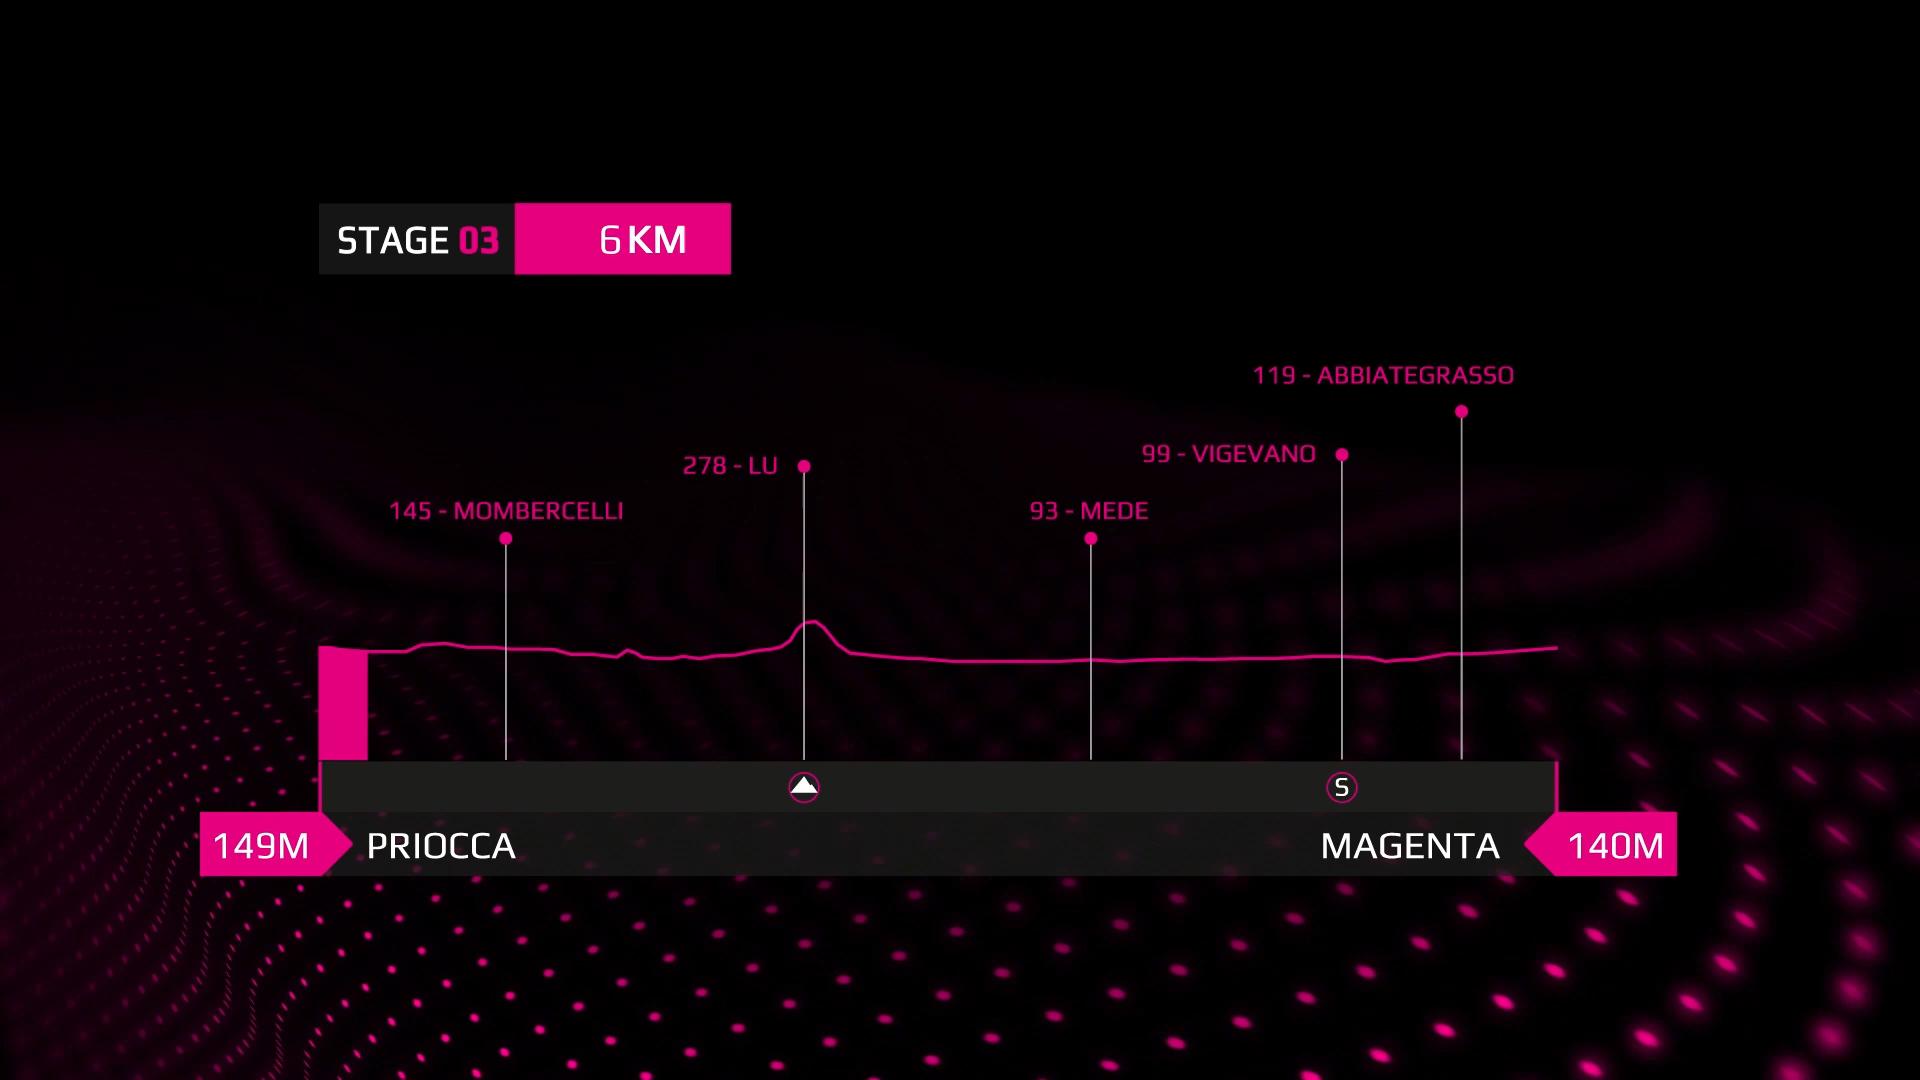 STAGE 03
6 KM
119 - ABBIATEGRASSO
99 - VIGEVANO
278 - LU
145 - MOMBERCELLI
93 - MEDE
S
149M PRIOCCA
MAGENTA 140M